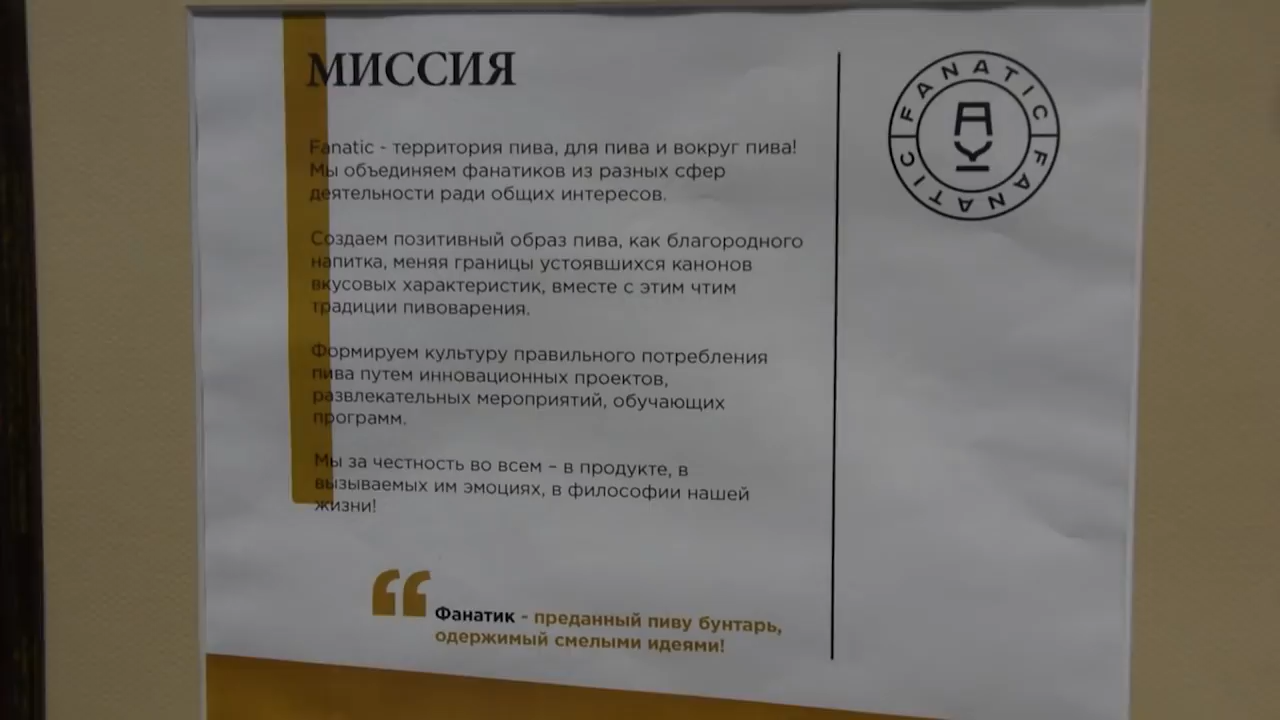 МИССИЯ
Fanatic - территория пива, для пива и вокруг пива!
Мы объединяем фанатиков из разных сфер
деятельности ради общих интересов.
Создаем позитивный образ пива, как благородного
напитка, меняя границы устоявшихся канонов
вкусовых характеристик, вместе с этим чтим
традиции пивоварения.
Формируем культуру правильного потребления
пива путем инновационных проектов,
развлекательных мероприятий, обучающих
программ.
Мы за честность во всем – в продукте, в
вызываемых им эмоциях, в философии нашей
жизни!
“ Фанатик - преданный пиву бунтарь,
одержимый смелыми идеями!
FANATIC
FANATIC